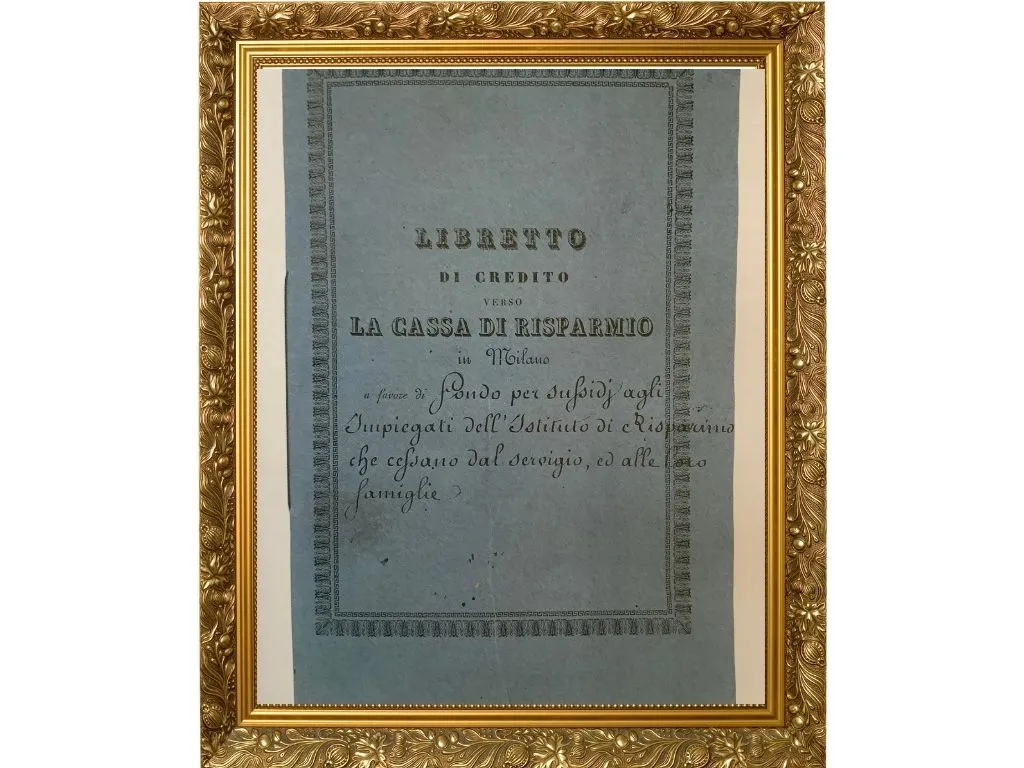 LIBRETTO
DI CREDITO
VERSO
LA CASSA DI RISPARMIO
in Milano
a favore di Fondo per sussidj agli
Impiegati dell'Istituto di Risparmio
che cessano dal servigio, ed alle loro
famiglie